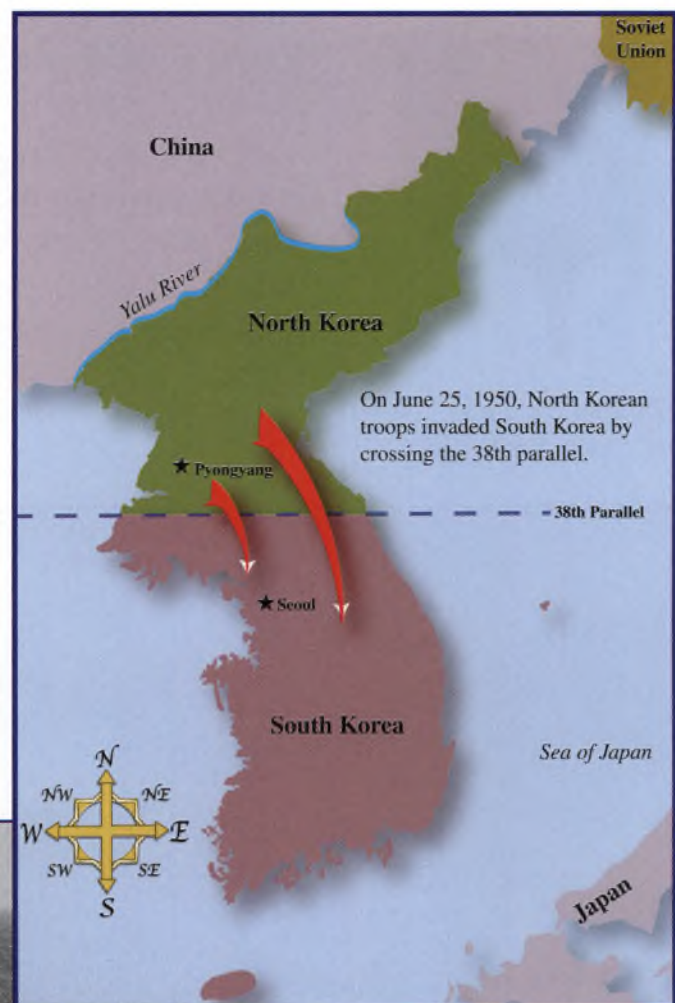 Soviet
Union
China
Yalu River
North Korea
On June 25, 1950, North Korean
troops invaded South Korea by
crossing the 38th parallel.
Pyongyang
38th Parallel
Seoul
South Korea
Sea of Japan
N
NW NE
W E
SW SE
S
Japan